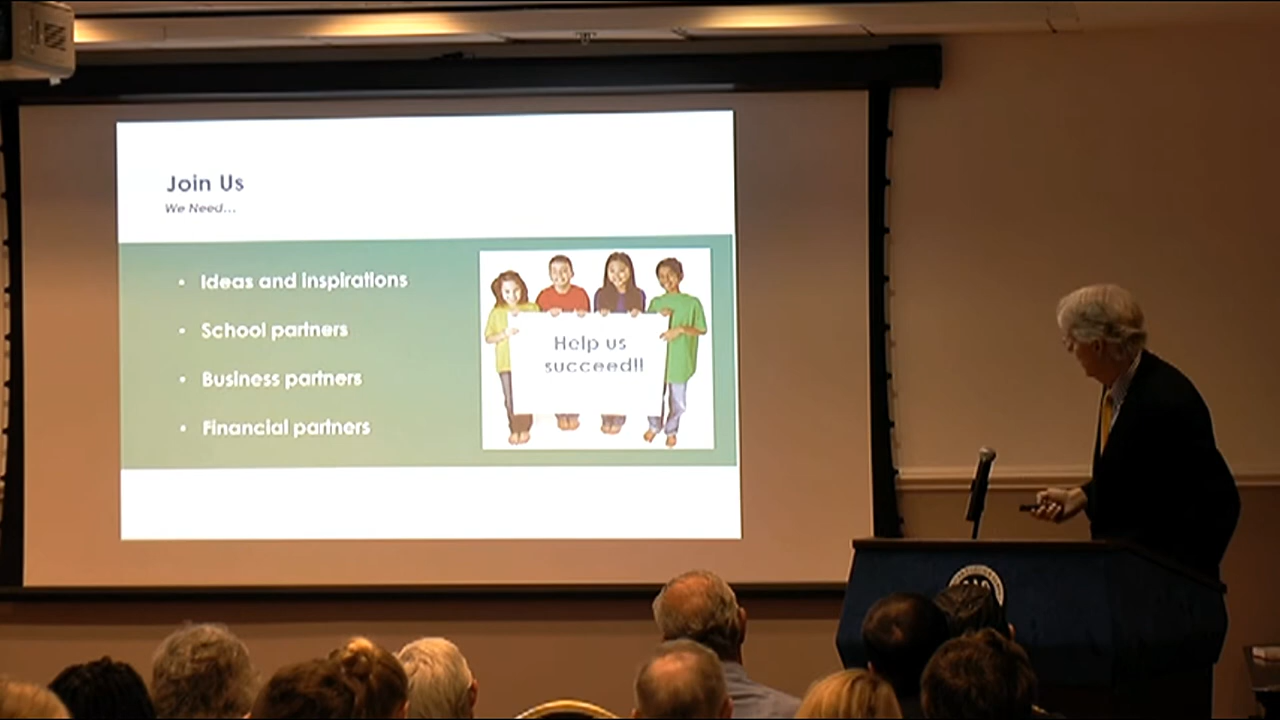 Join Us
We Need...
• Ideas and inspirations
• School partners
• Business partners
• Financial partners
Help us
succeed!!